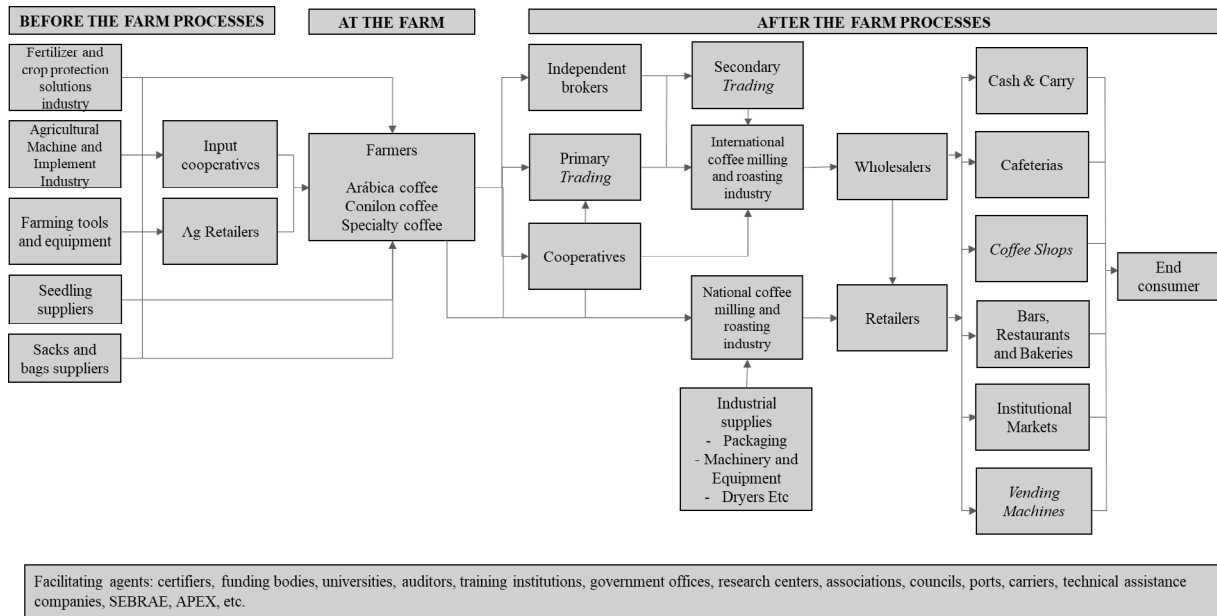 BEFORE THE FARM PROCESSES
AT THE FARM
AFTER THE FARM PROCESSES
Fertilizer and
crop protection
solutions
industry
Agricultural
Machine and
Implement
Industry
Farming tools
and equipment
Seedling
suppliers
Sacks and
bags suppliers
Input
cooperatives
Ag Retailers
Farmers
Arábica coffee
Conilon coffee
Specialty coffee
Independent
brokers
Primary
Trading
Cooperatives
Secondary
Trading
International
coffee milling
and roasting
industry
National coffee
milling and
roasting
industry
Industrial
supplies
- Packaging
- Machinery and
Equipment
- Dryers Etc
Wholesalers
Retailers
Cash & Carry
Cafeterias
Coffee Shops
Bars,
Restaurants
and Bakeries
Institutional
Markets
Vending
Machines
End
consumer
Facilitating agents: certifiers, funding bodies, universities, auditors, training institutions, government offices, research centers, associations, councils, ports, carriers, technical assistance
companies, SEBRAE, APEX, etc.